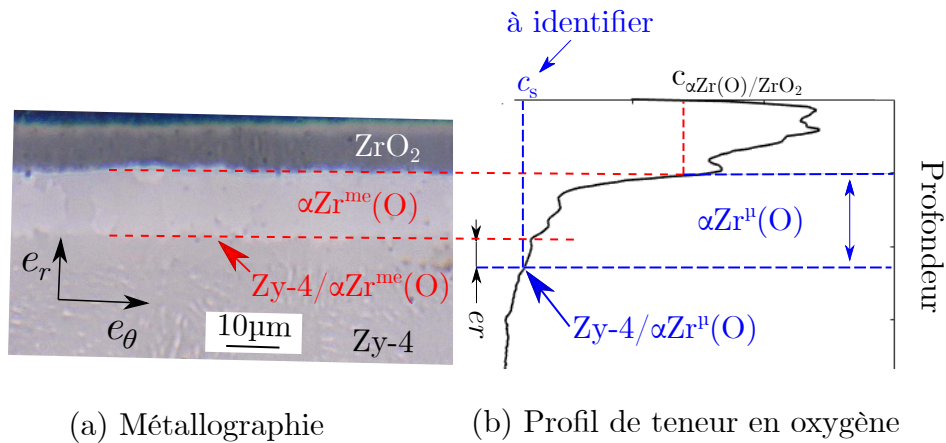 à identifier
c_s
c_αZr(O)/ZrO₂
ZrO₂
αZr^me(O)
αZr^µ(O)
Profondeur
e_r
Zy-4/αZr^me(O)
er
Zy-4/αZr^µ(O)
e_θ
10µm
Zy-4
(a) Métallographie
(b) Profil de teneur en oxygène